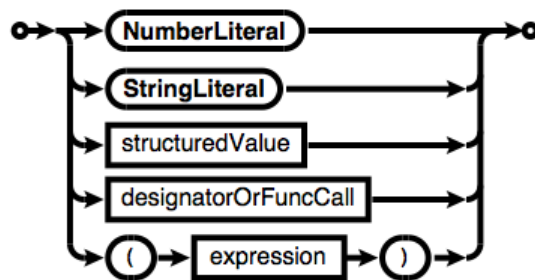 NumberLiteral
StringLiteral
structuredValue
designatorOrFuncCall
( expression )